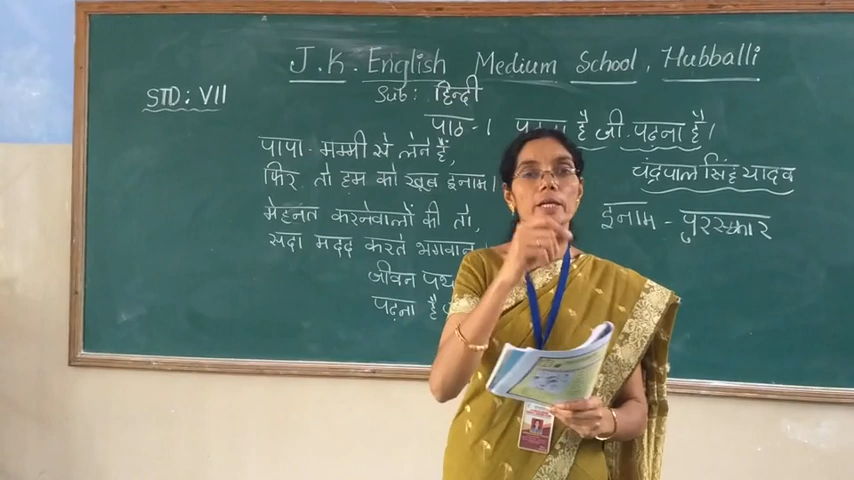 J.K. English Medium School, Hubballi
STD: VII
Sub: हिन्दी
पाठ - 1 पढ़ना है जी पढ़ना है।
चंद्रपाल सिंह यादव
पापा - मम्मी से लेने हैं,
फिर तो हम को खूब इनाम।
मेहनत करनेवालों की तो,
सदा मदद करते भगवान
जीवन पथ
पढ़ना है
इनाम - पुरस्कार